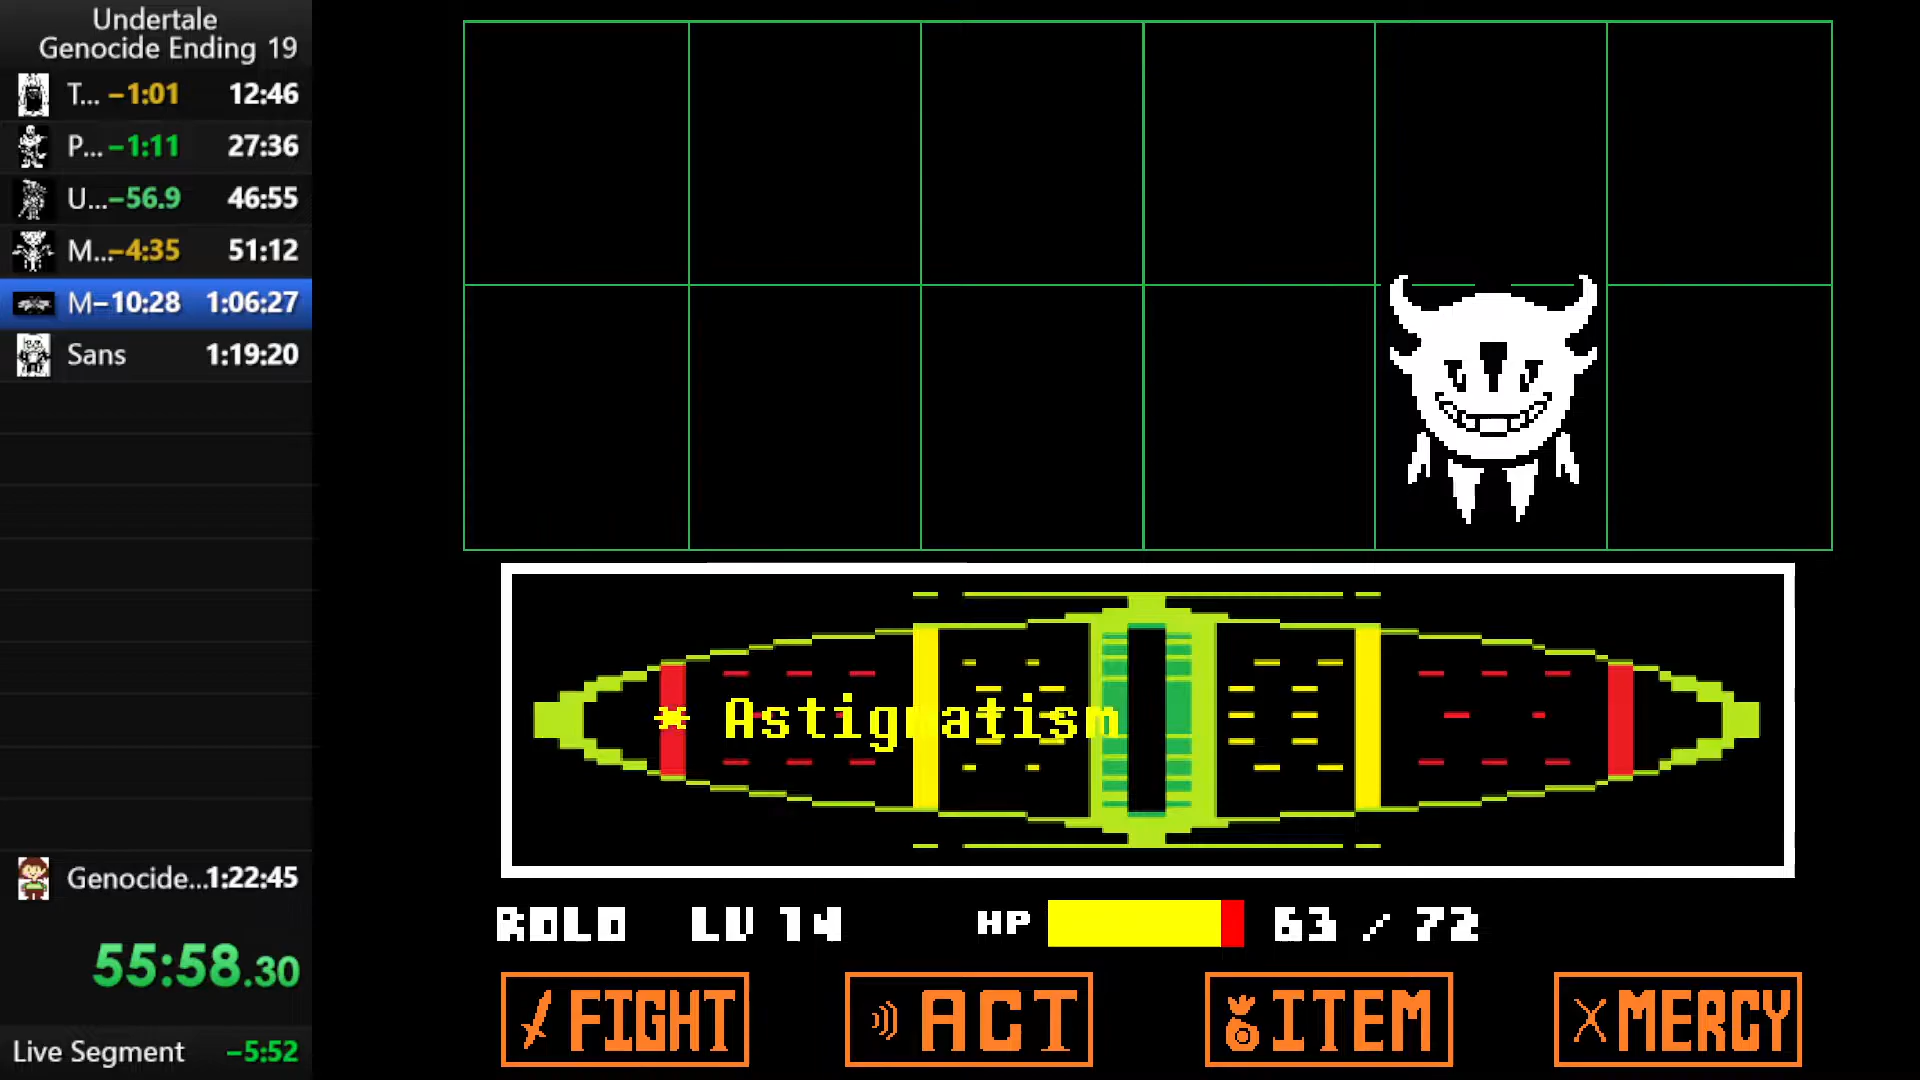 Undertale
Genocide Ending 19
T... −1:01 12:46
P... −1:11 27:36
U...−56.9 46:55
M...−4:35 51:12
M−10:28 1:06:27
Sans 1:19:20
Genocide...1:22:45
55:58.30
Live Segment −5:52
* Astigmatism
ROLO LV 14 HP 63 / 72
FIGHT ACT ITEM MERCY